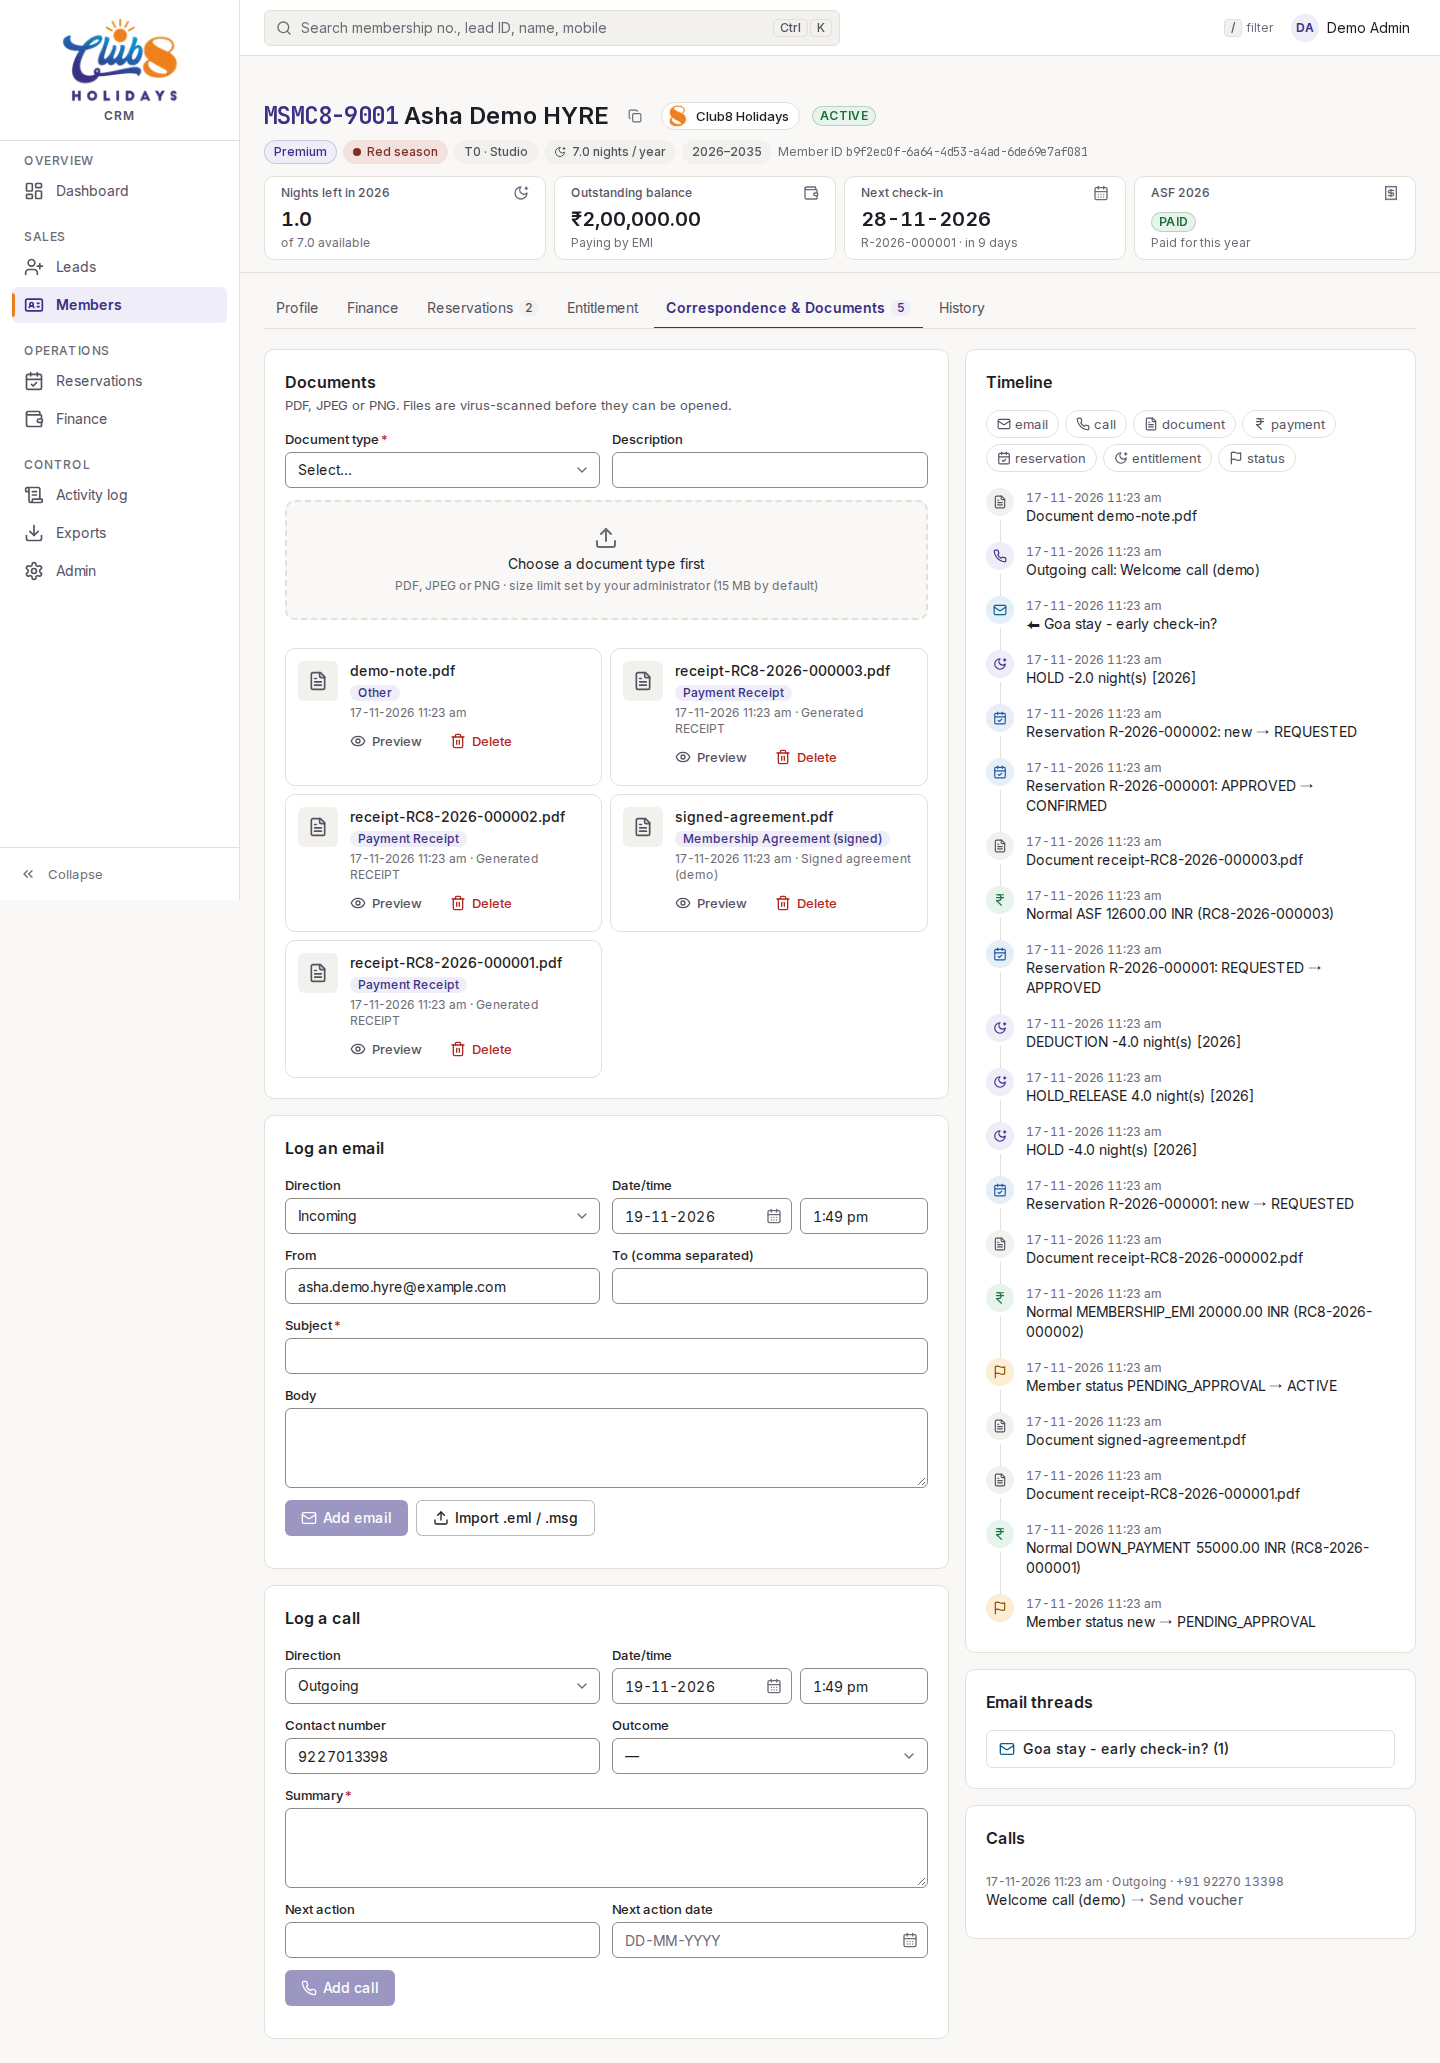 Club8
HOLIDAYS
CRM
OVERVIEW
Dashboard
SALES
Leads
Members
OPERATIONS
Reservations
Finance
CONTROL
Activity log
Exports
Admin
Collapse
Search membership no., lead ID, name, mobile
Ctrl K
/ filter
DA Demo Admin
MSMC8-9001 Asha Demo HYRE
Club8 Holidays
ACTIVE
Premium
Red season
T0 · Studio
7.0 nights / year
2026–2035
Member ID b9f2ec0f-6a64-4d53-a4ad-6de69e7af081
Nights left in 2026
1.0
of 7.0 available
Outstanding balance
₹2,00,000.00
Paying by EMI
Next check-in
28-11-2026
R-2026-000001 · in 9 days
ASF 2026
PAID
Paid for this year
Profile
Finance
Reservations 2
Entitlement
Correspondence & Documents 5
History
Documents
PDF, JPEG or PNG. Files are virus-scanned before they can be opened.
Document type*
Select...
Description
Choose a document type first
PDF, JPEG or PNG · size limit set by your administrator (15 MB by default)
demo-note.pdf
Other
17-11-2026 11:23 am
Preview
Delete
receipt-RC8-2026-000003.pdf
Payment Receipt
17-11-2026 11:23 am · Generated
RECEIPT
Preview
Delete
receipt-RC8-2026-000002.pdf
Payment Receipt
17-11-2026 11:23 am · Generated
RECEIPT
Preview
Delete
signed-agreement.pdf
Membership Agreement (signed)
17-11-2026 11:23 am · Signed agreement
(demo)
Preview
Delete
receipt-RC8-2026-000001.pdf
Payment Receipt
17-11-2026 11:23 am · Generated
RECEIPT
Preview
Delete
Log an email
Direction
Incoming
Date/time
19-11-2026
1:49 pm
From
asha.demo.hyre@example.com
To (comma separated)
Subject*
Body
Add email
Import .eml / .msg
Log a call
Direction
Outgoing
Date/time
19-11-2026
1:49 pm
Contact number
9227013398
Outcome
—
Summary*
Next action
Next action date
DD-MM-YYYY
Add call
Timeline
email
call
document
payment
reservation
entitlement
status
17-11-2026 11:23 am
Document demo-note.pdf
17-11-2026 11:23 am
Outgoing call: Welcome call (demo)
17-11-2026 11:23 am
⬅ Goa stay - early check-in?
17-11-2026 11:23 am
HOLD -2.0 night(s) [2026]
17-11-2026 11:23 am
Reservation R-2026-000002: new → REQUESTED
17-11-2026 11:23 am
Reservation R-2026-000001: APPROVED →
CONFIRMED
17-11-2026 11:23 am
Document receipt-RC8-2026-000003.pdf
17-11-2026 11:23 am
Normal ASF 12600.00 INR (RC8-2026-000003)
17-11-2026 11:23 am
Reservation R-2026-000001: REQUESTED →
APPROVED
17-11-2026 11:23 am
DEDUCTION -4.0 night(s) [2026]
17-11-2026 11:23 am
HOLD_RELEASE 4.0 night(s) [2026]
17-11-2026 11:23 am
HOLD -4.0 night(s) [2026]
17-11-2026 11:23 am
Reservation R-2026-000001: new → REQUESTED
17-11-2026 11:23 am
Document receipt-RC8-2026-000002.pdf
17-11-2026 11:23 am
Normal MEMBERSHIP_EMI 20000.00 INR (RC8-2026-
000002)
17-11-2026 11:23 am
Member status PENDING_APPROVAL → ACTIVE
17-11-2026 11:23 am
Document signed-agreement.pdf
17-11-2026 11:23 am
Document receipt-RC8-2026-000001.pdf
17-11-2026 11:23 am
Normal DOWN_PAYMENT 55000.00 INR (RC8-2026-
000001)
17-11-2026 11:23 am
Member status new → PENDING_APPROVAL
Email threads
Goa stay - early check-in? (1)
Calls
17-11-2026 11:23 am · Outgoing · +91 92270 13398
Welcome call (demo) → Send voucher